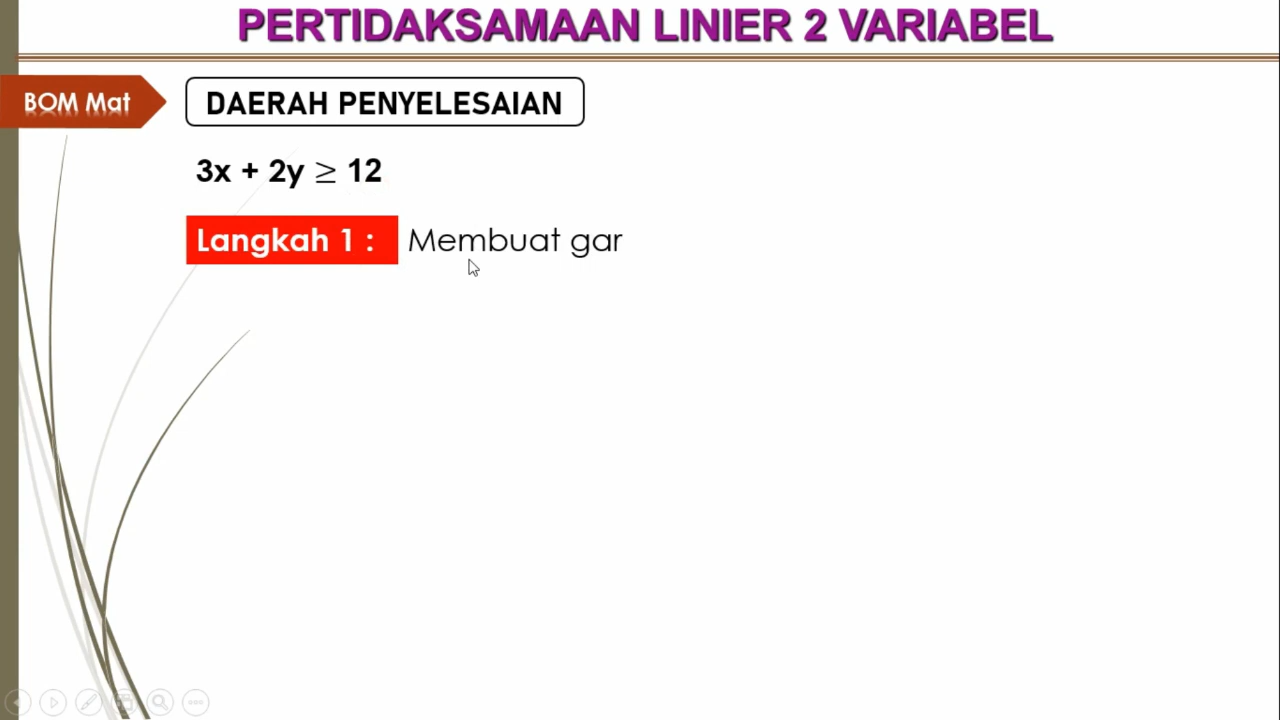 PERTIDAKSAMAAN LINIER 2 VARIABEL
BOM Mat
DAERAH PENYELESAIAN
3x + 2y ≥ 12
Langkah 1 : Membuat gar